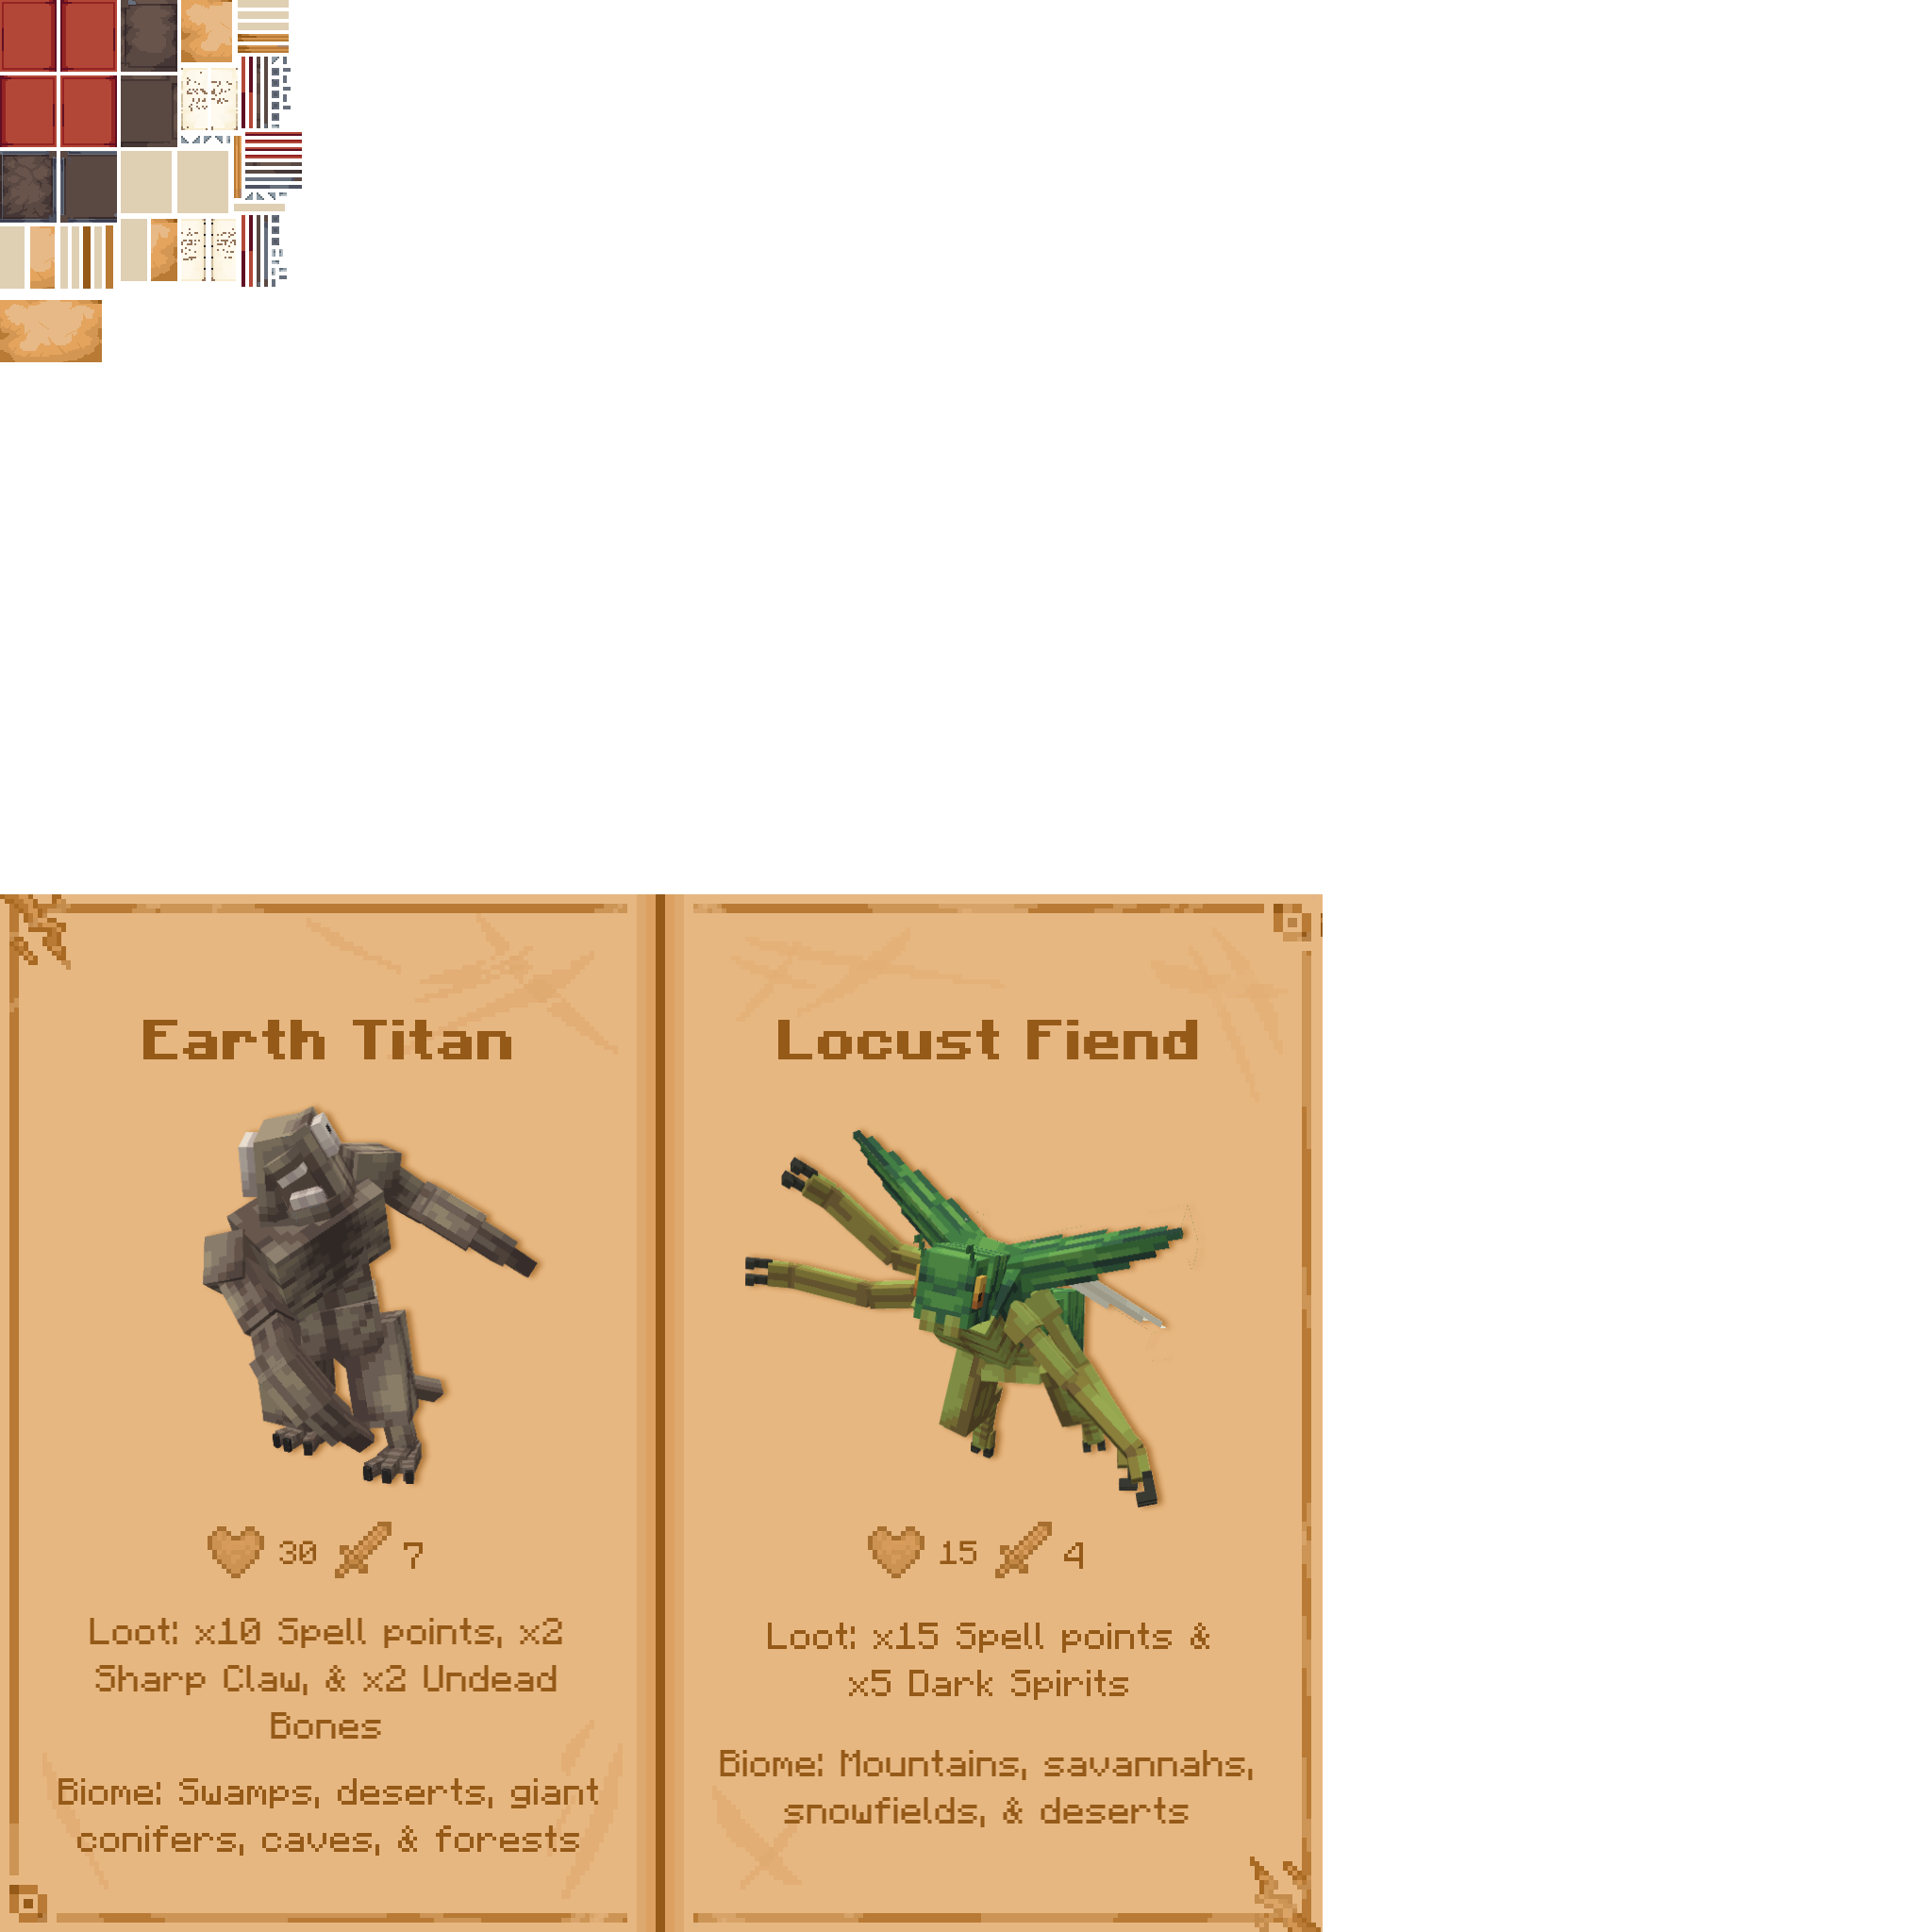 Earth Titan
30 7
Loot: x10 Spell points, x2
Sharp Claw, & x2 Undead
Bones
Biome: Swamps, deserts, giant
conifers, caves, & forests
Locust Fiend
15 4
Loot: x15 Spell points &
x5 Dark Spirits
Biome: Mountains, savannahs,
snowfields, & deserts